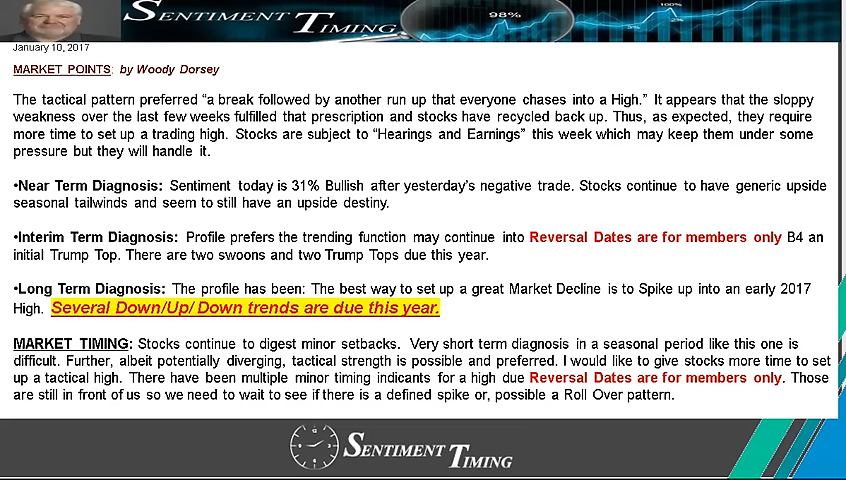 SENTIMENT TIMING
98%
100%
January 10, 2017
MARKET POINTS: by Woody Dorsey
The tactical pattern preferred “a break followed by another run up that everyone chases into a High.” It appears that the sloppy
weakness over the last few weeks fulfilled that prescription and stocks have recycled back up. Thus, as expected, they require
more time to set up a trading high. Stocks are subject to “Hearings and Earnings” this week which may keep them under some
pressure but they will handle it.
•Near Term Diagnosis: Sentiment today is 31% Bullish after yesterday’s negative trade. Stocks continue to have generic upside
seasonal tailwinds and seem to still have an upside destiny.
•Interim Term Diagnosis: Profile prefers the trending function may continue into Reversal Dates are for members only B4 an
initial Trump Top. There are two swoons and two Trump Tops due this year.
•Long Term Diagnosis: The profile has been: The best way to set up a great Market Decline is to Spike up into an early 2017
High. Several Down/Up/ Down trends are due this year.
MARKET TIMING: Stocks continue to digest minor setbacks. Very short term diagnosis in a seasonal period like this one is
difficult. Further, albeit potentially diverging, tactical strength is possible and preferred. I would like to give stocks more time to set
up a tactical high. There have been multiple minor timing indicants for a high due Reversal Dates are for members only. Those
are still in front of us so we need to wait to see if there is a defined spike or, possible a Roll Over pattern.
SENTIMENT TIMING